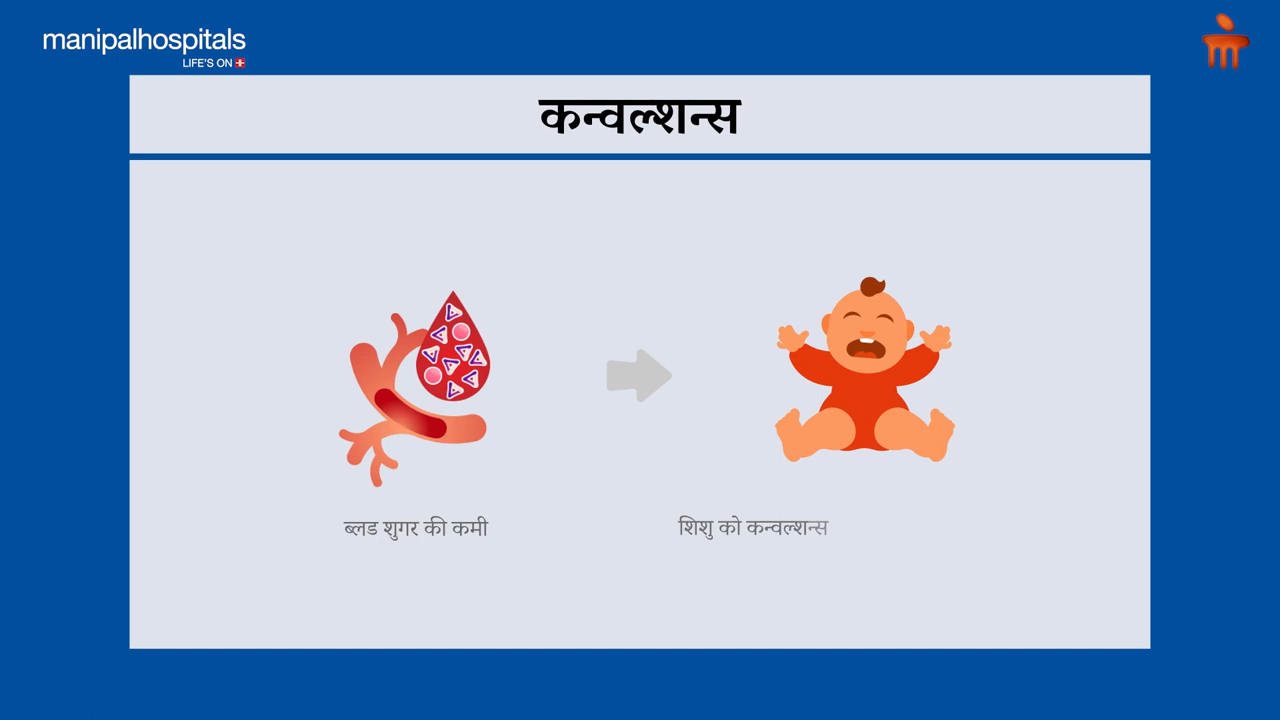 manipalhospitals
LIFE'S ON
कन्वल्शन्स
ब्लड शुगर की कमी
शिशु को कन्वल्शन्स